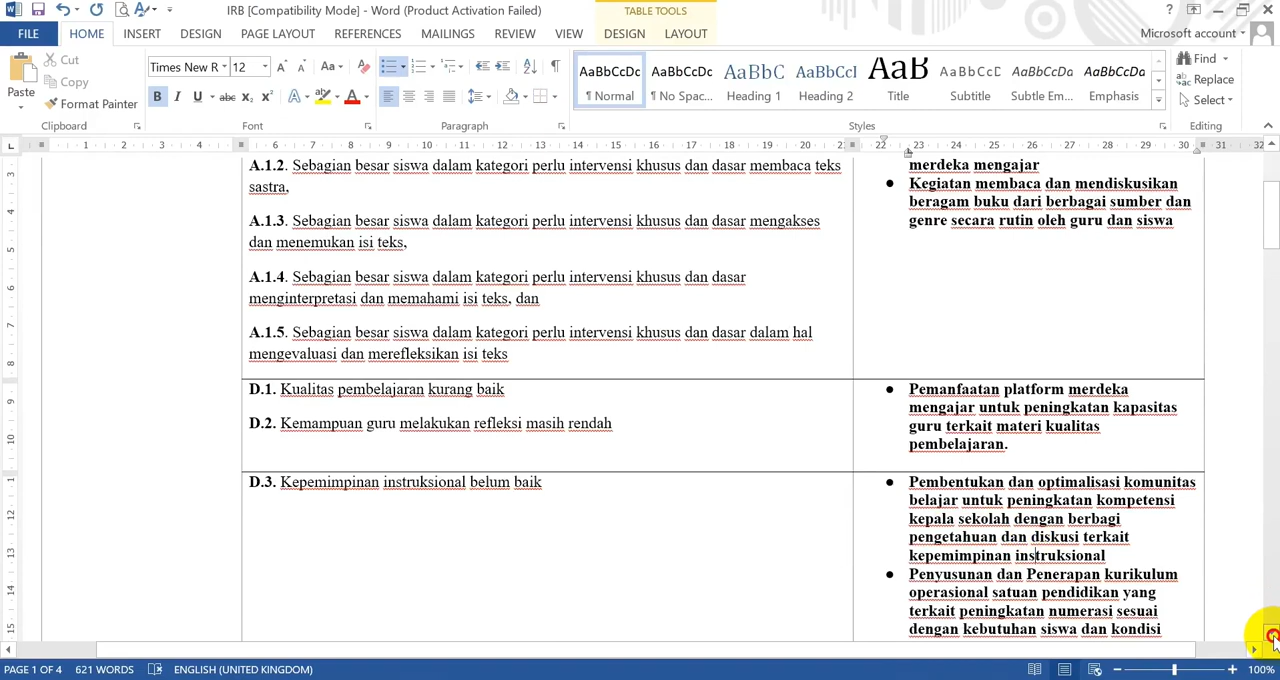 IRB [Compatibility Mode] - Word (Product Activation Failed)
TABLE TOOLS
?
FILE
HOME
INSERT
DESIGN
PAGE LAYOUT
REFERENCES
MAILINGS
REVIEW
VIEW
DESIGN
LAYOUT
Microsoft account
Paste
Cut
Copy
Format Painter
Clipboard
Times New R
12
Font
Paragraph
AaBbCcDc
¶ Normal
AaBbCcDc
¶ No Spac...
AaBbC
Heading 1
AaBbCcI
Heading 2
AaB
Title
AaBbCcD
Subtitle
AaBbCcDa
Subtle Em...
AaBbCcDa
Emphasis
Styles
Find
Replace
Select
Editing
A.1.2. Sebagian besar siswa dalam kategori perlu intervensi khusus dan dasar membaca teks
sastra,
A.1.3. Sebagian besar siswa dalam kategori perlu intervensi khusus dan dasar mengakses
dan menemukan isi teks,
A.1.4. Sebagian besar siswa dalam kategori perlu intervensi khusus dan dasar
menginterpretasi dan memahami isi teks, dan
A.1.5. Sebagian besar siswa dalam kategori perlu intervensi khusus dan dasar dalam hal
mengevaluasi dan merefleksikan isi teks
merdeka mengajar
● Kegiatan membaca dan mendiskusikan
beragam buku dari berbagai sumber dan
genre secara rutin oleh guru dan siswa
D.1. Kualitas pembelajaran kurang baik
D.2. Kemampuan guru melakukan refleksi masih rendah
● Pemanfaatan platform merdeka
mengajar untuk peningkatan kapasitas
guru terkait materi kualitas
pembelajaran.
D.3. Kepemimpinan instruksional belum baik
● Pembentukan dan optimalisasi komunitas
belajar untuk peningkatan kompetensi
kepala sekolah dengan berbagi
pengetahuan dan diskusi terkait
kepemimpinan instruksional
● Penyusunan dan Penerapan kurikulum
operasional satuan pendidikan yang
terkait peningkatan numerasi sesuai
dengan kebutuhan siswa dan kondisi
PAGE 1 OF 4
621 WORDS
ENGLISH (UNITED KINGDOM)
100%